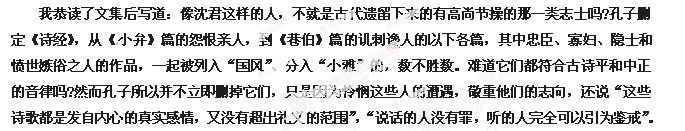 我恭读了文集后写道：像沈君这样的人，不就是古代遗留下来的有高尚节操的那一类志士吗?孔子删
定《诗经》，从《小弁》篇的怨恨亲人，到《巷伯》篇的讥刺谗人的以下各篇，其中忠臣、寡妇、隐士和
愤世嫉俗之人的作品，一起被列入“国风”、分入“小雅”的，数不胜数。难道它们都符合古诗平和中正
的音律吗?然而孔子所以并不立即删掉它们，只是因为怜悯这些人的遭遇，敬重他们的志向，还说“这些
诗歌都是发自内心的真实感情，又没有超出礼义的范围”，“说话的人没有罪，听的人完全可以引为鉴戒”。